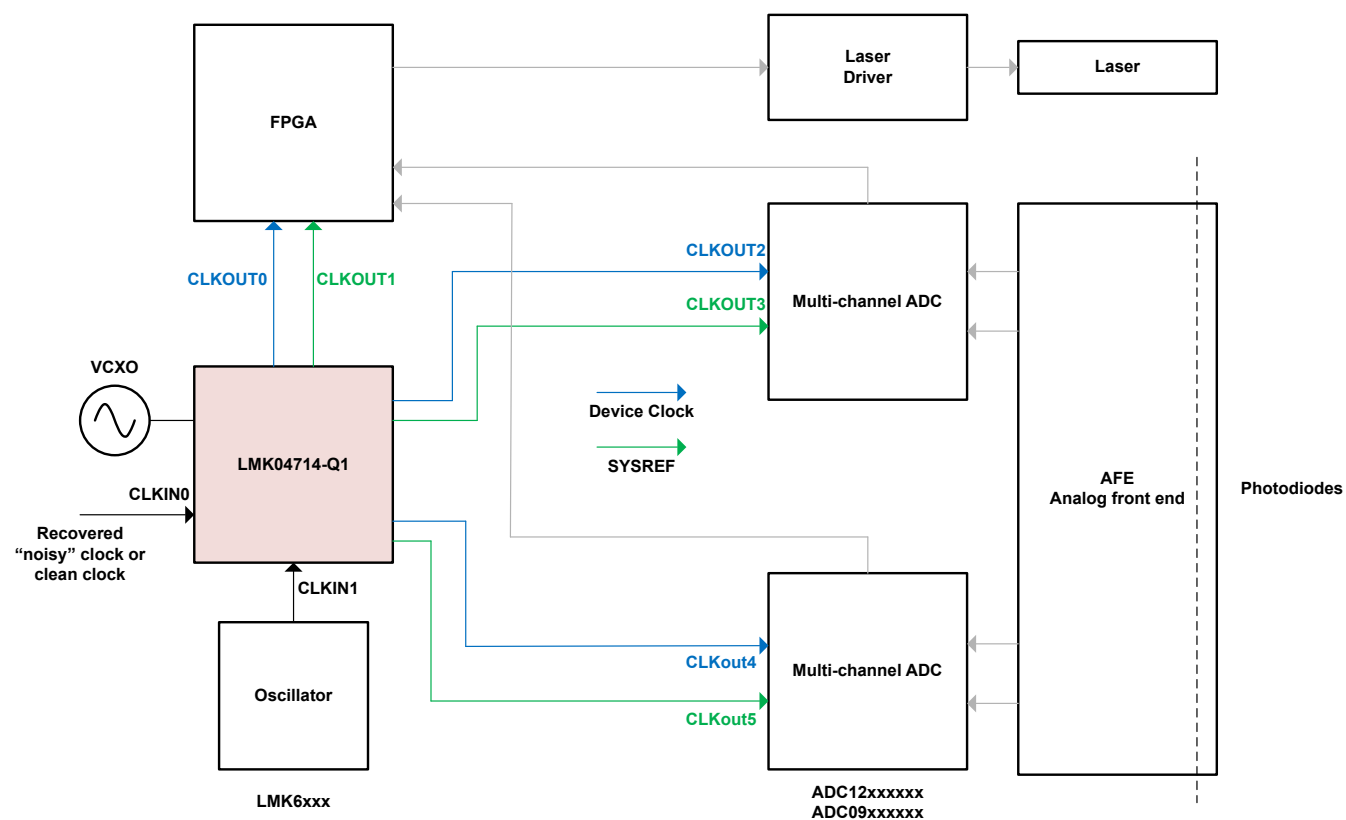 Laser
Driver
Laser
FPGA
CLKOUT2
CLKOUT0
CLKOUT1
CLKOUT3
Multi-channel ADC
VCXO
Device Clock
LMK04714-Q1
SYSREF
CLKIN0
AFE
Analog front end
Photodiodes
Recovered
“noisy” clock or
clean clock
CLKIN1
CLKout4
Multi-channel ADC
Oscillator
CLKout5
LMK6xxx
ADC12xxxxxx
ADC09xxxxxx